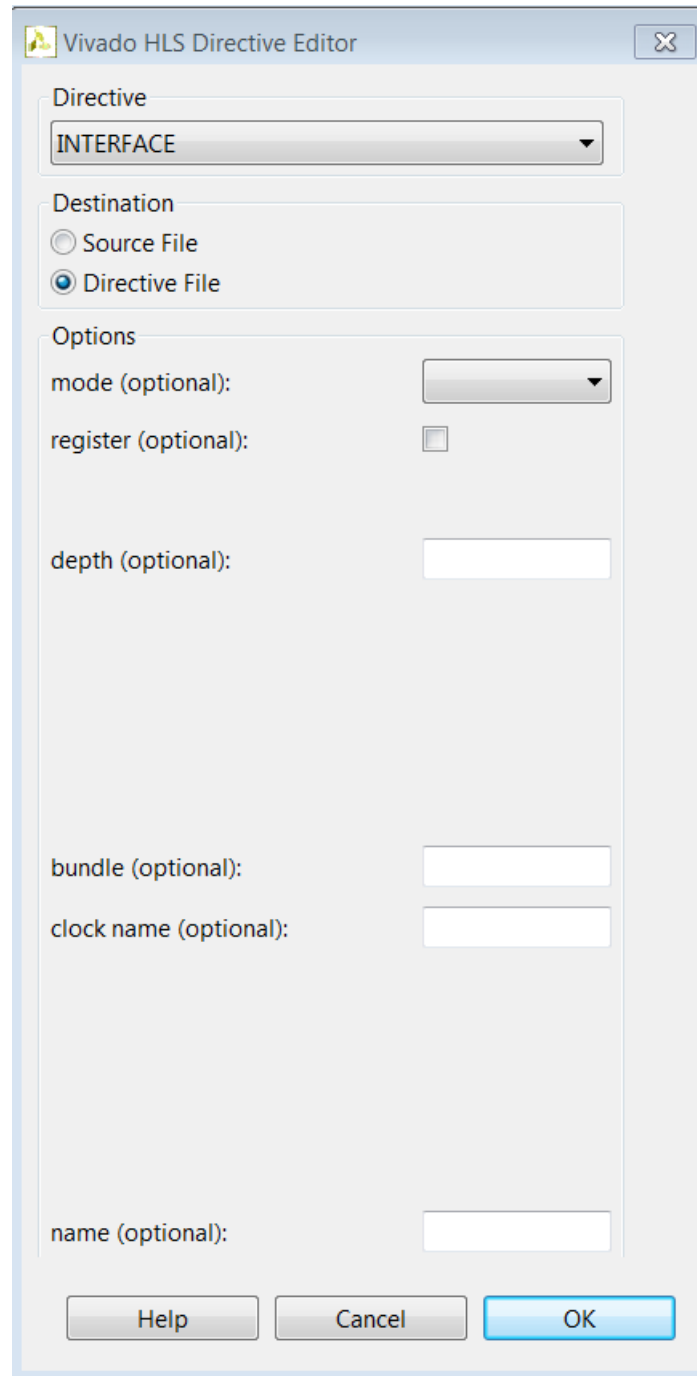 Vivado HLS Directive Editor
Directive
INTERFACE
Destination
Source File
Directive File
Options
mode (optional):
register (optional):
depth (optional):
bundle (optional):
clock name (optional):
name (optional):
Help Cancel OK